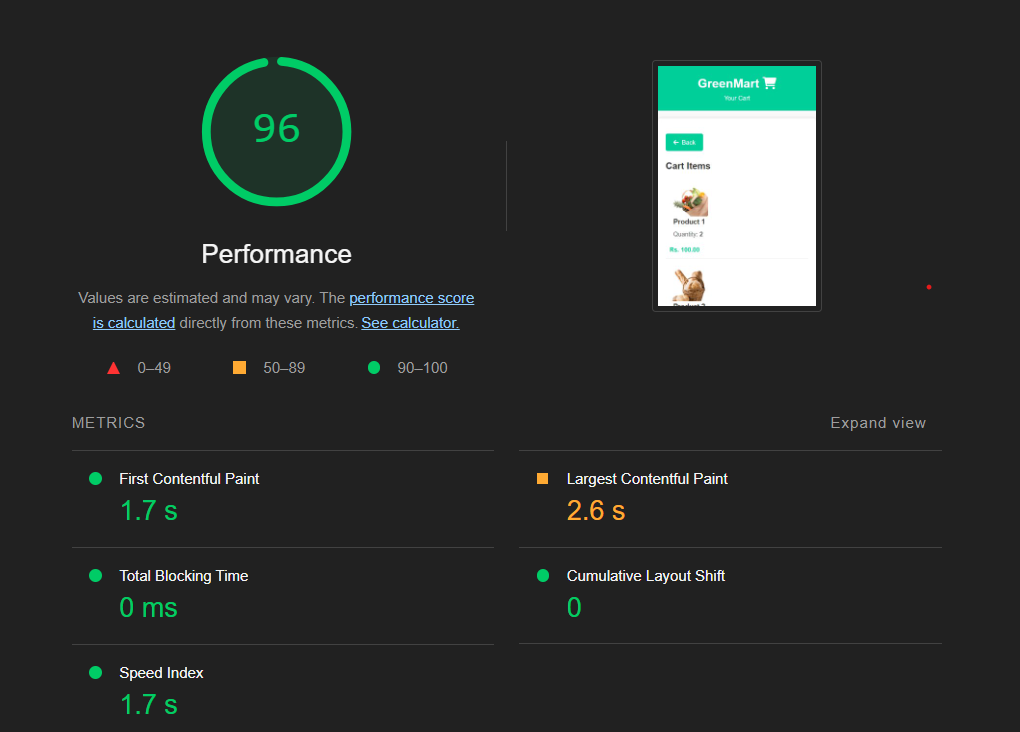 96
Performance
Values are estimated and may vary. The performance score
is calculated directly from these metrics. See calculator.
0–49
50–89
90–100
GreenMart
Your Cart
← Back
Cart Items
Product 1
Quantity: 2
Rs. 100.00
METRICS
Expand view
First Contentful Paint
1.7 s
Largest Contentful Paint
2.6 s
Total Blocking Time
0 ms
Cumulative Layout Shift
0
Speed Index
1.7 s